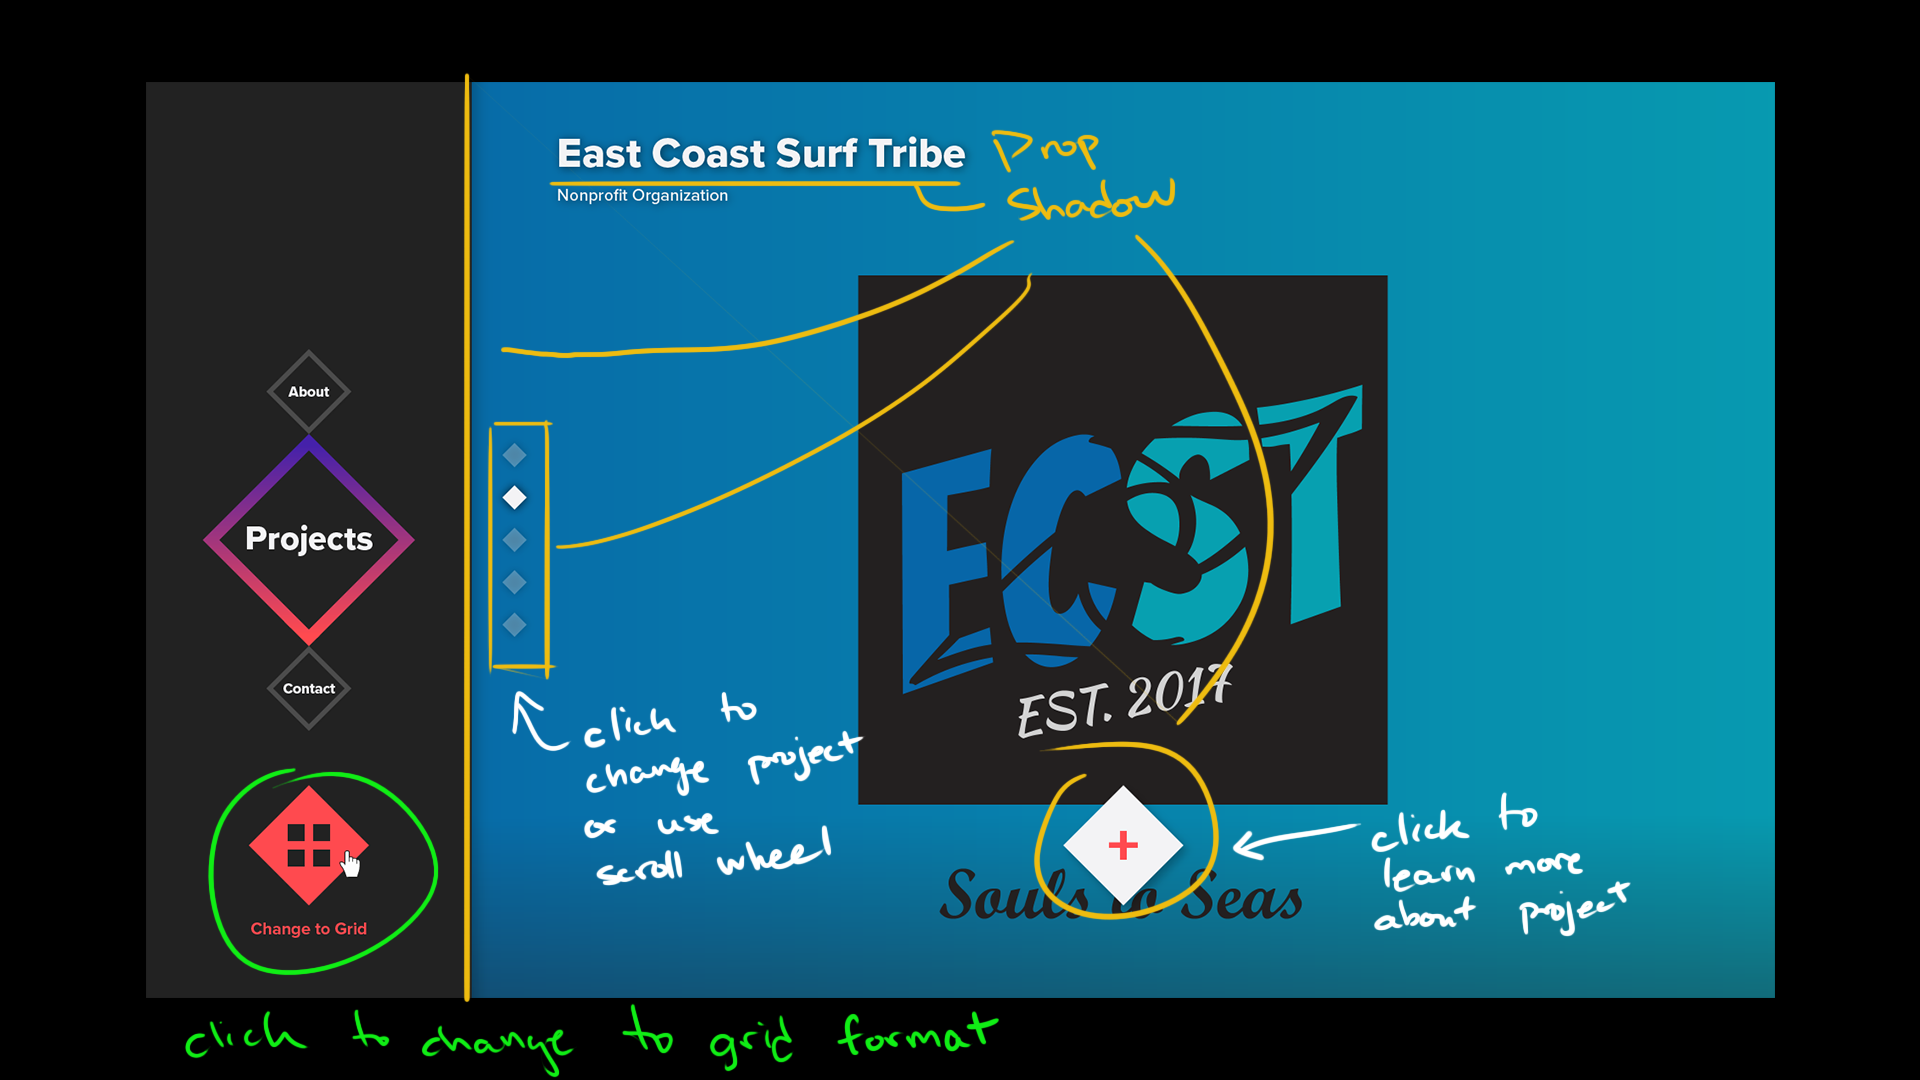 East Coast Surf Tribe
Nonprofit Organization
Drop
Shadow
About
Projects
Contact
Change to Grid
ECST
EST. 2017
Souls to Seas
click to
change project
or use
scroll wheel
click to
learn more
about project
click to change to grid format